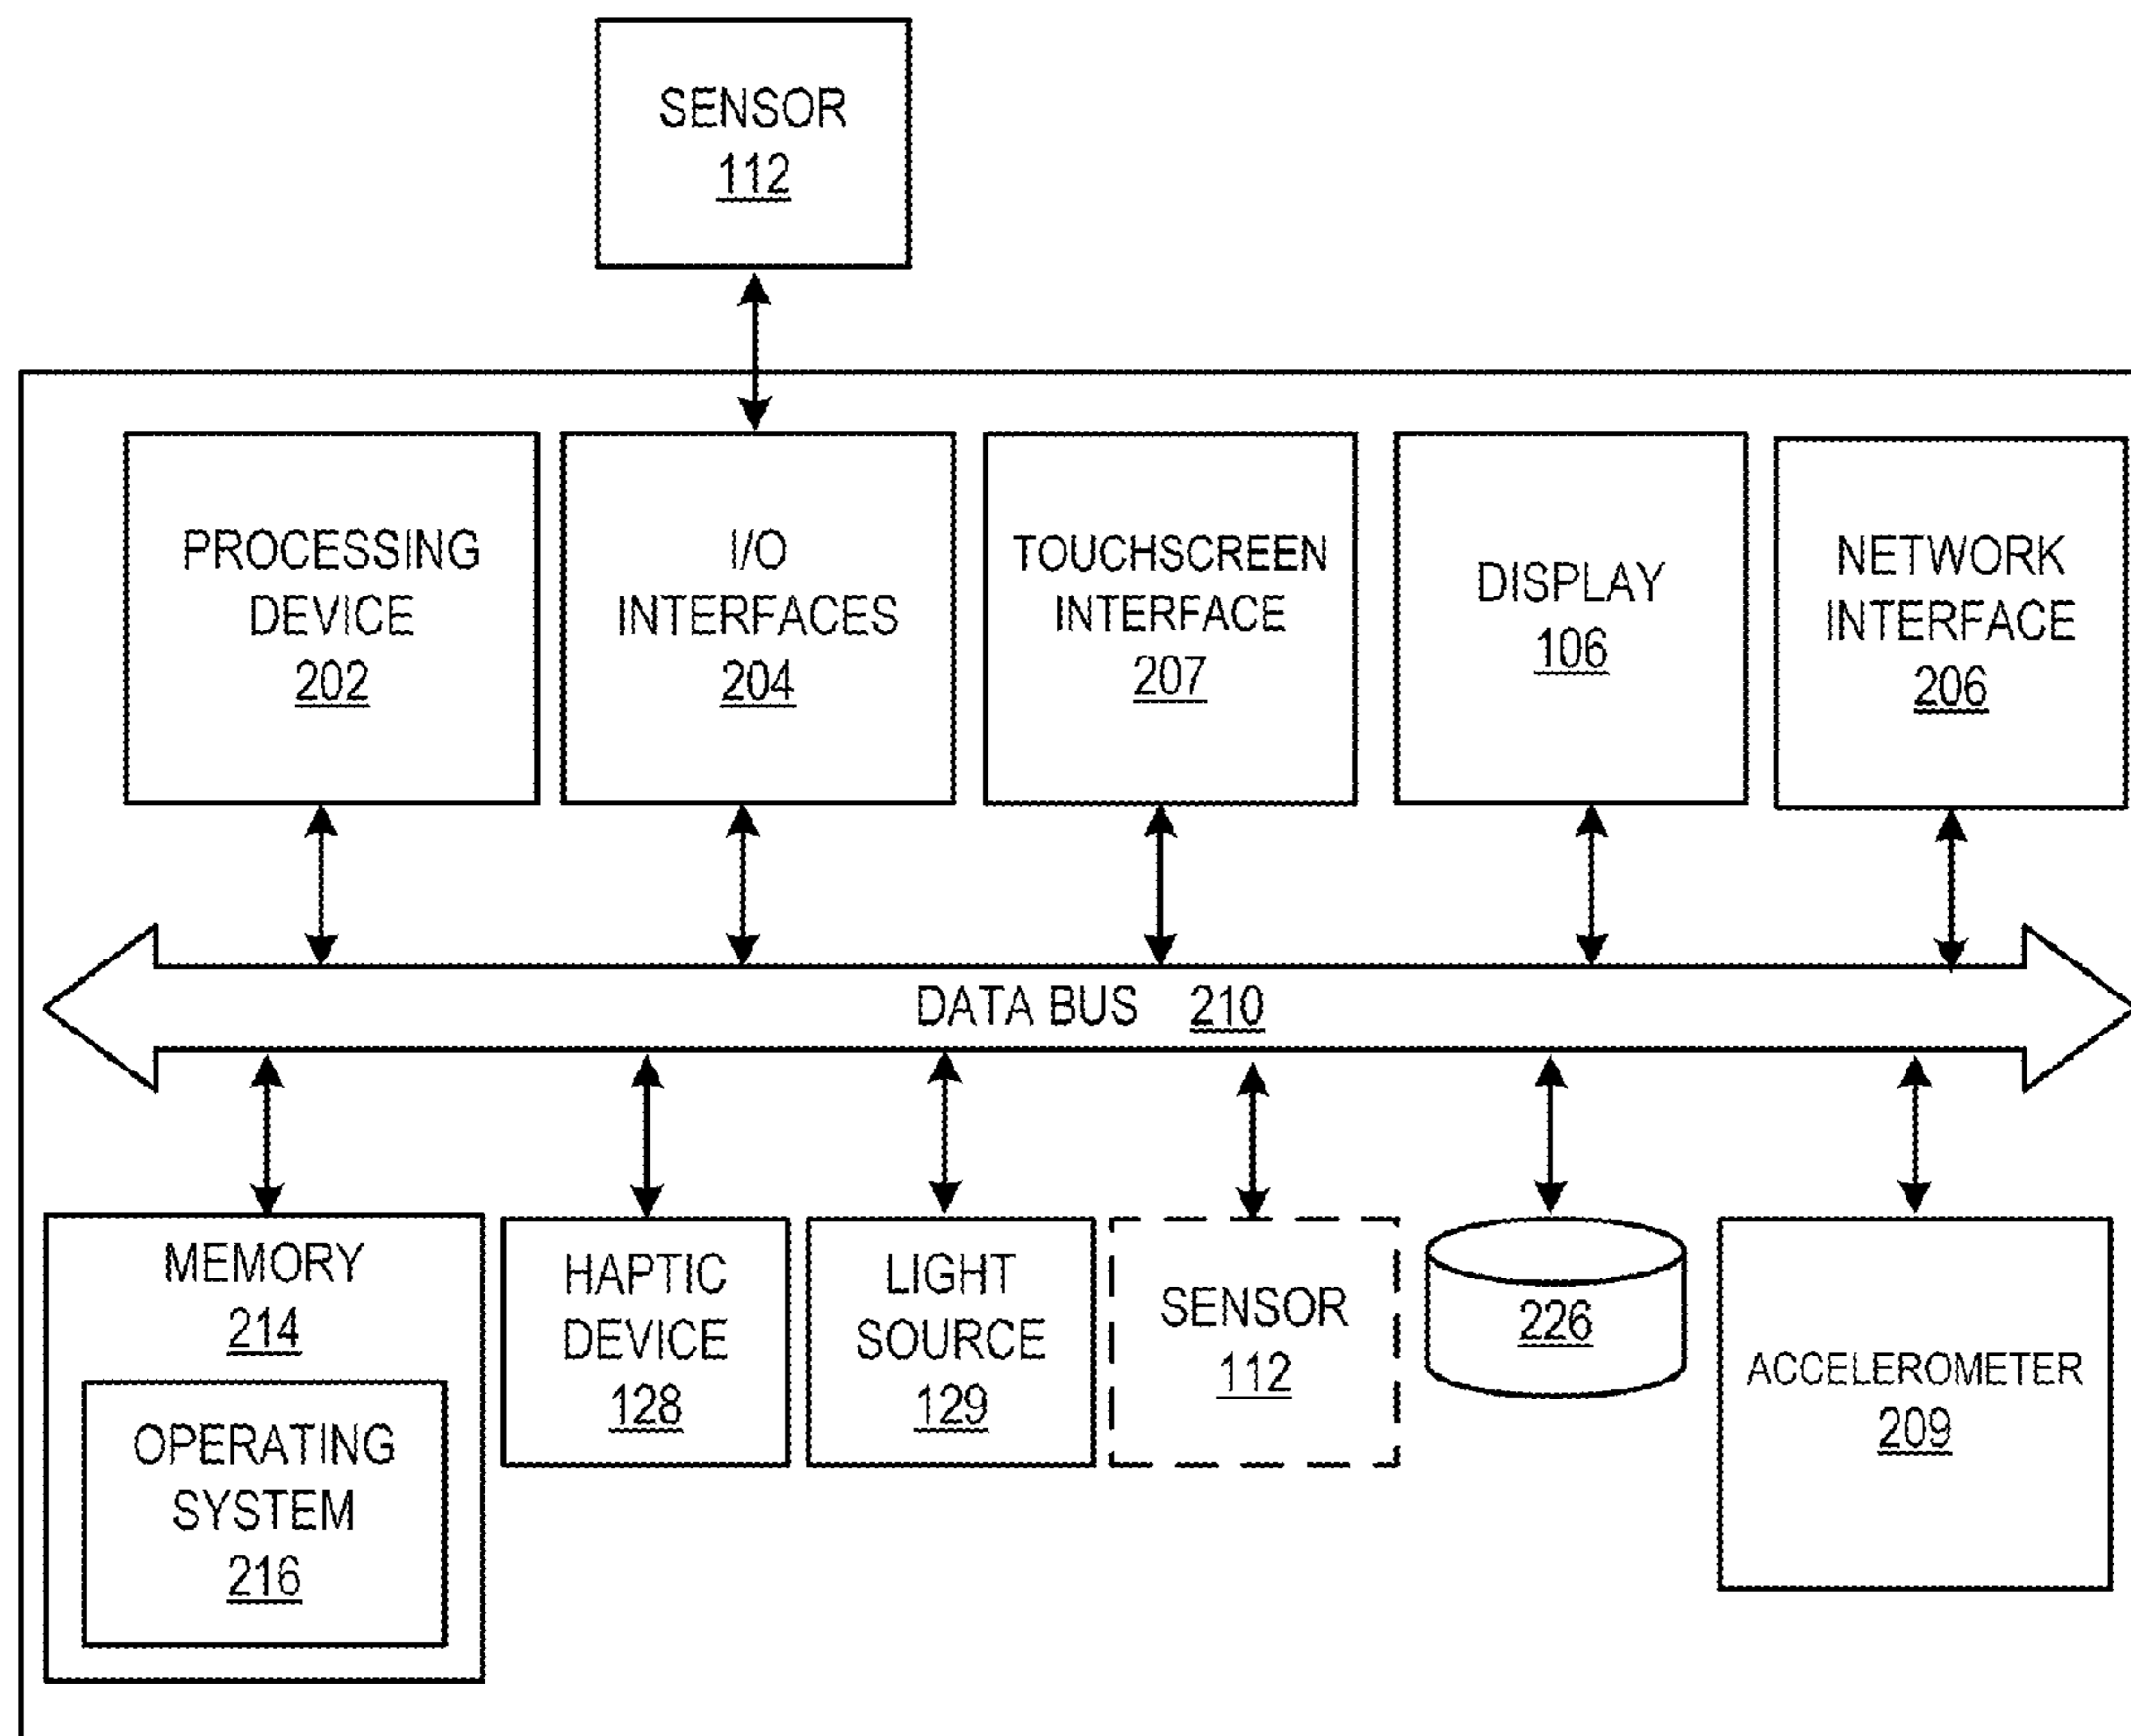 SENSOR
112
PROCESSING
DEVICE
202
I/O
INTERFACES
204
TOUCHSCREEN
INTERFACE
207
DISPLAY
106
NETWORK
INTERFACE
206
DATA BUS 210
MEMORY
214
OPERATING
SYSTEM
216
HAPTIC
DEVICE
128
LIGHT
SOURCE
129
SENSOR
112
226
ACCELEROMETER
209